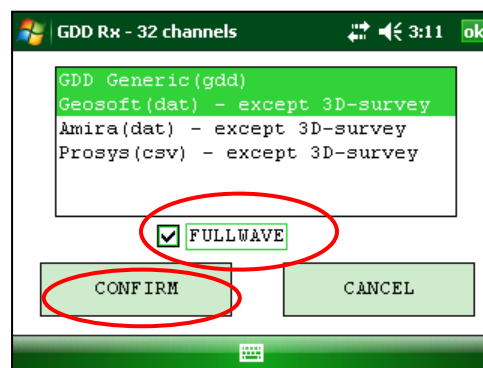 GDD Rx - 32 channels 3:11 ok
GDD Generic(gdd)
Geosoft(dat) - except 3D-survey
Amira(dat) - except 3D-survey
Prosys(csv) - except 3D-survey
FULLWAVE
CONFIRM CANCEL